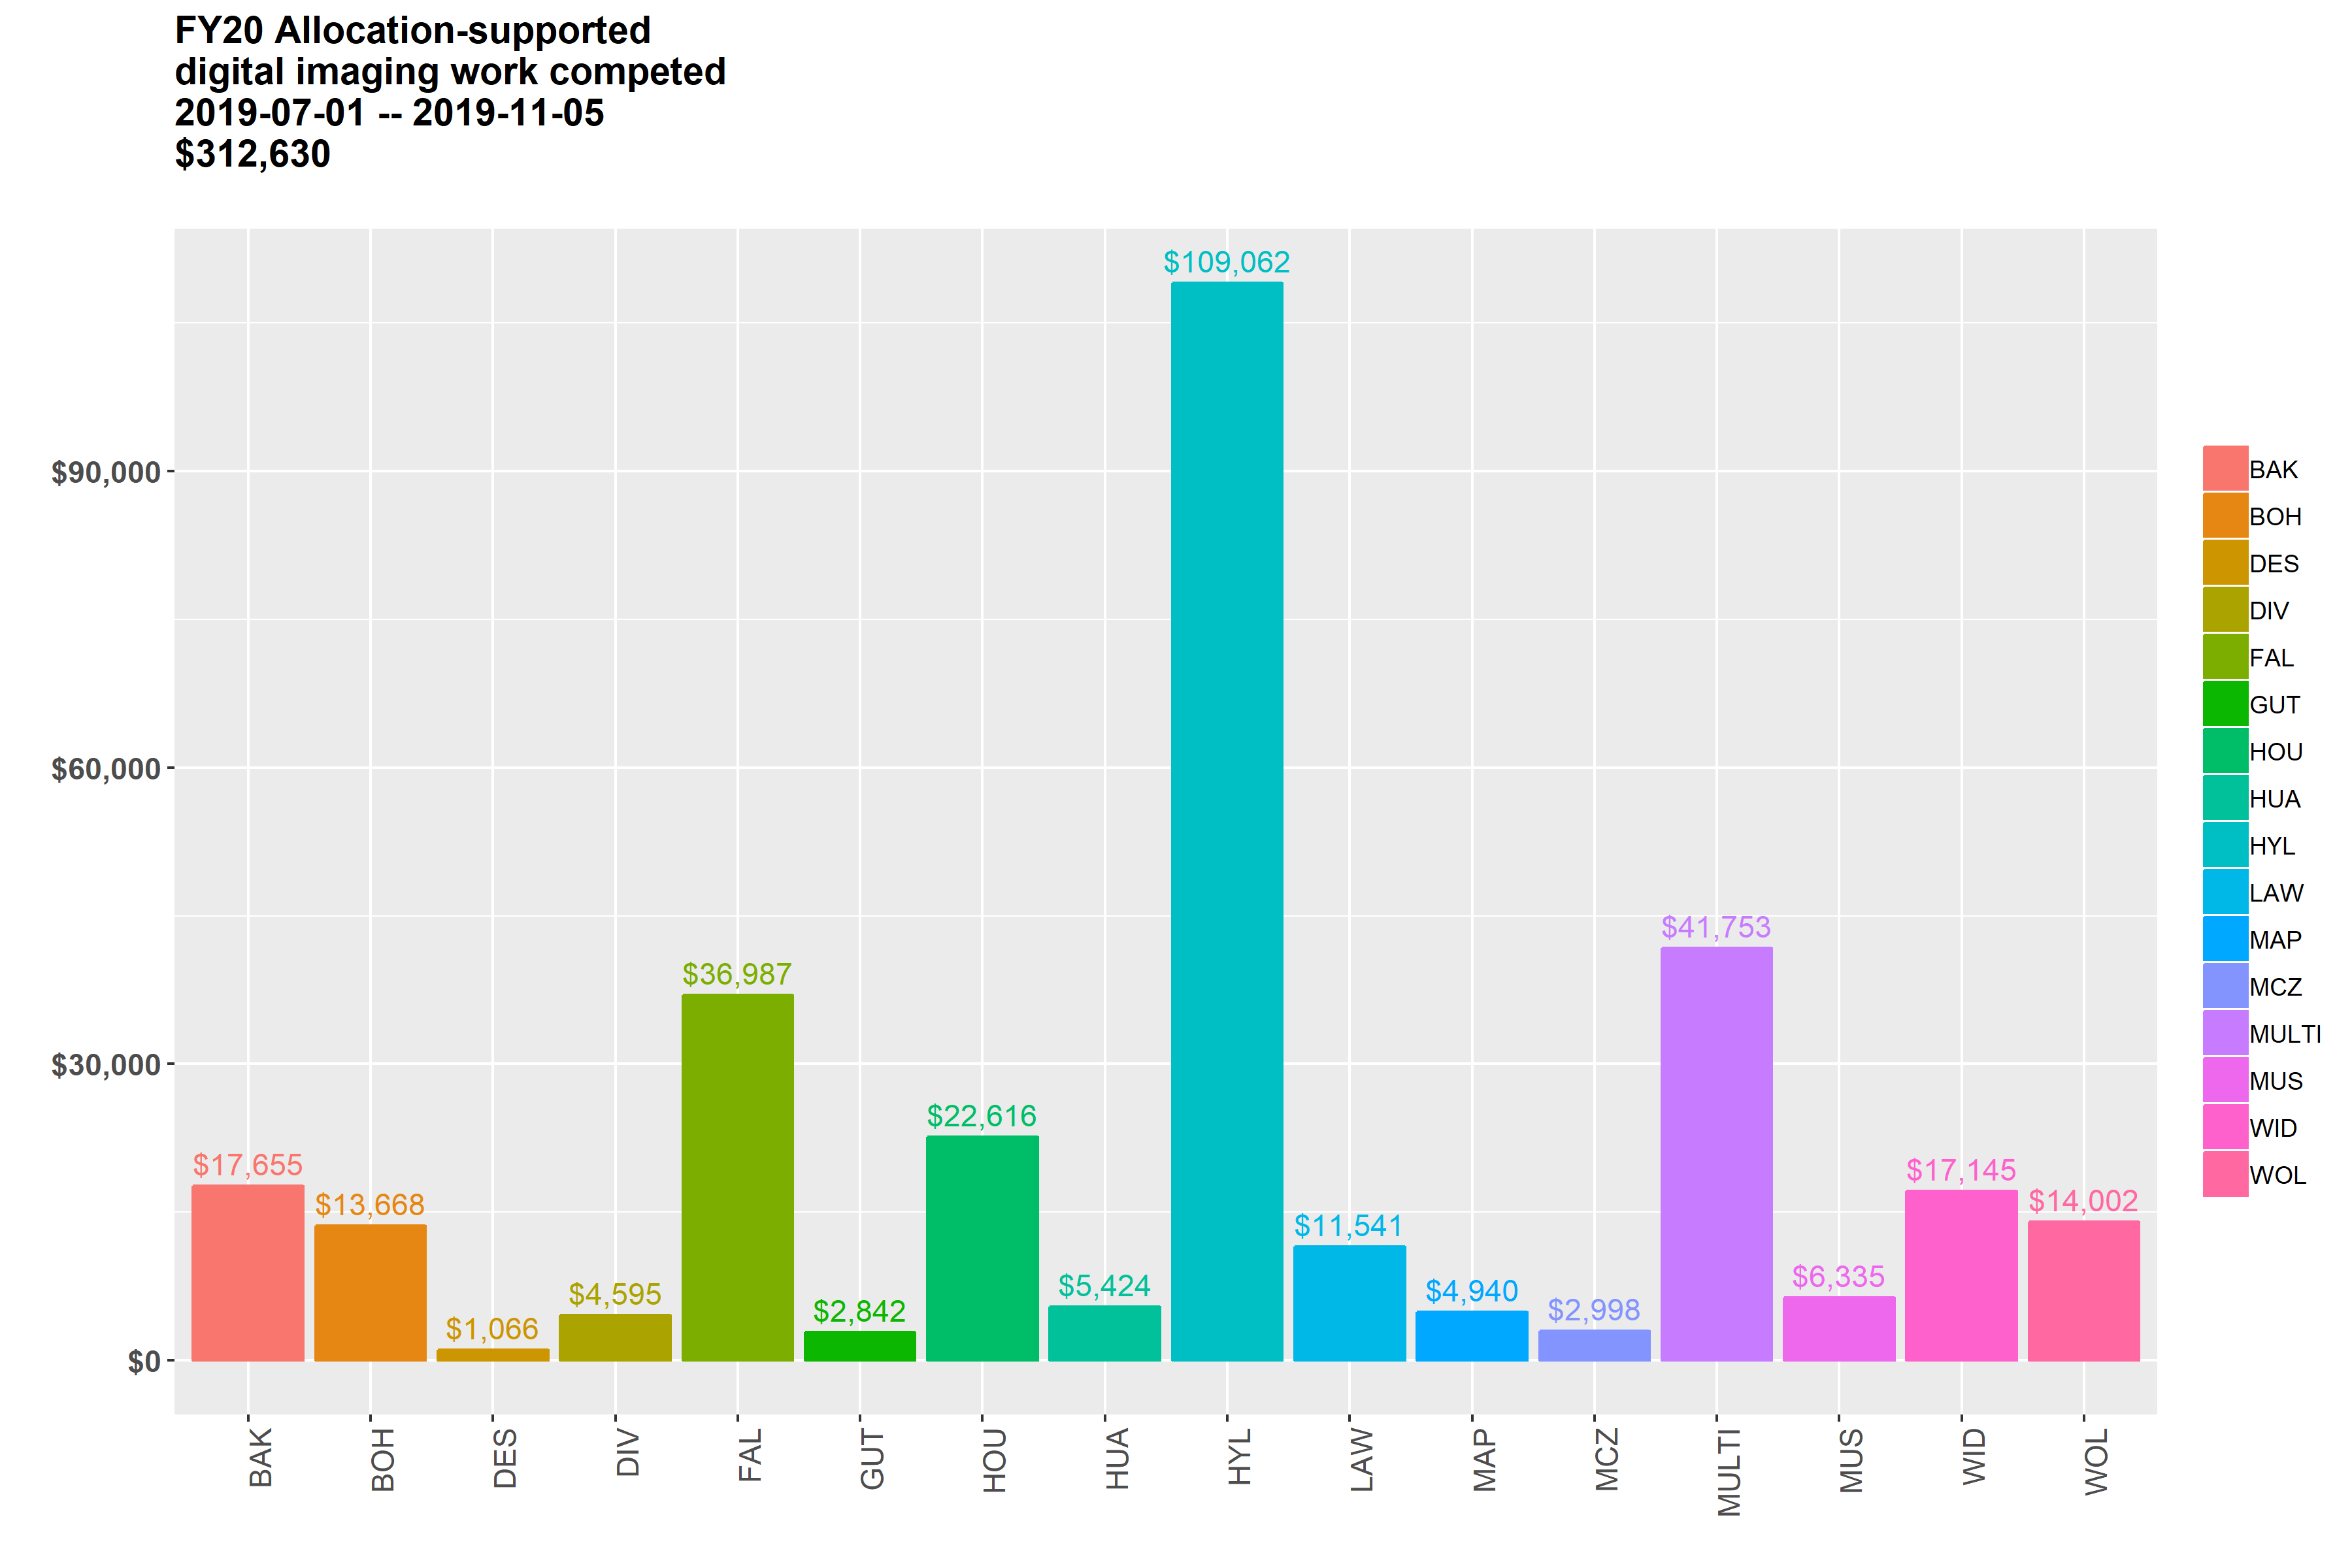 FY20 Allocation-supported
digital imaging work competed
2019-07-01 -- 2019-11-05
$312,630
$109,062
$90,000
$60,000
$41,753
$36,987
$30,000
$22,616
$17,655
$17,145
$13,668
$14,002
$11,541
$5,424
$6,335
$4,595
$4,940
$2,842
$2,998
$1,066
$0
BAK
BOH
DES
DIV
FAL
GUT
HOU
HUA
HYL
LAW
MAP
MCZ
MULTI
MUS
WID
WOL
BAK
BOH
DES
DIV
FAL
GUT
HOU
HUA
HYL
LAW
MAP
MCZ
MULTI
MUS
WID
WOL